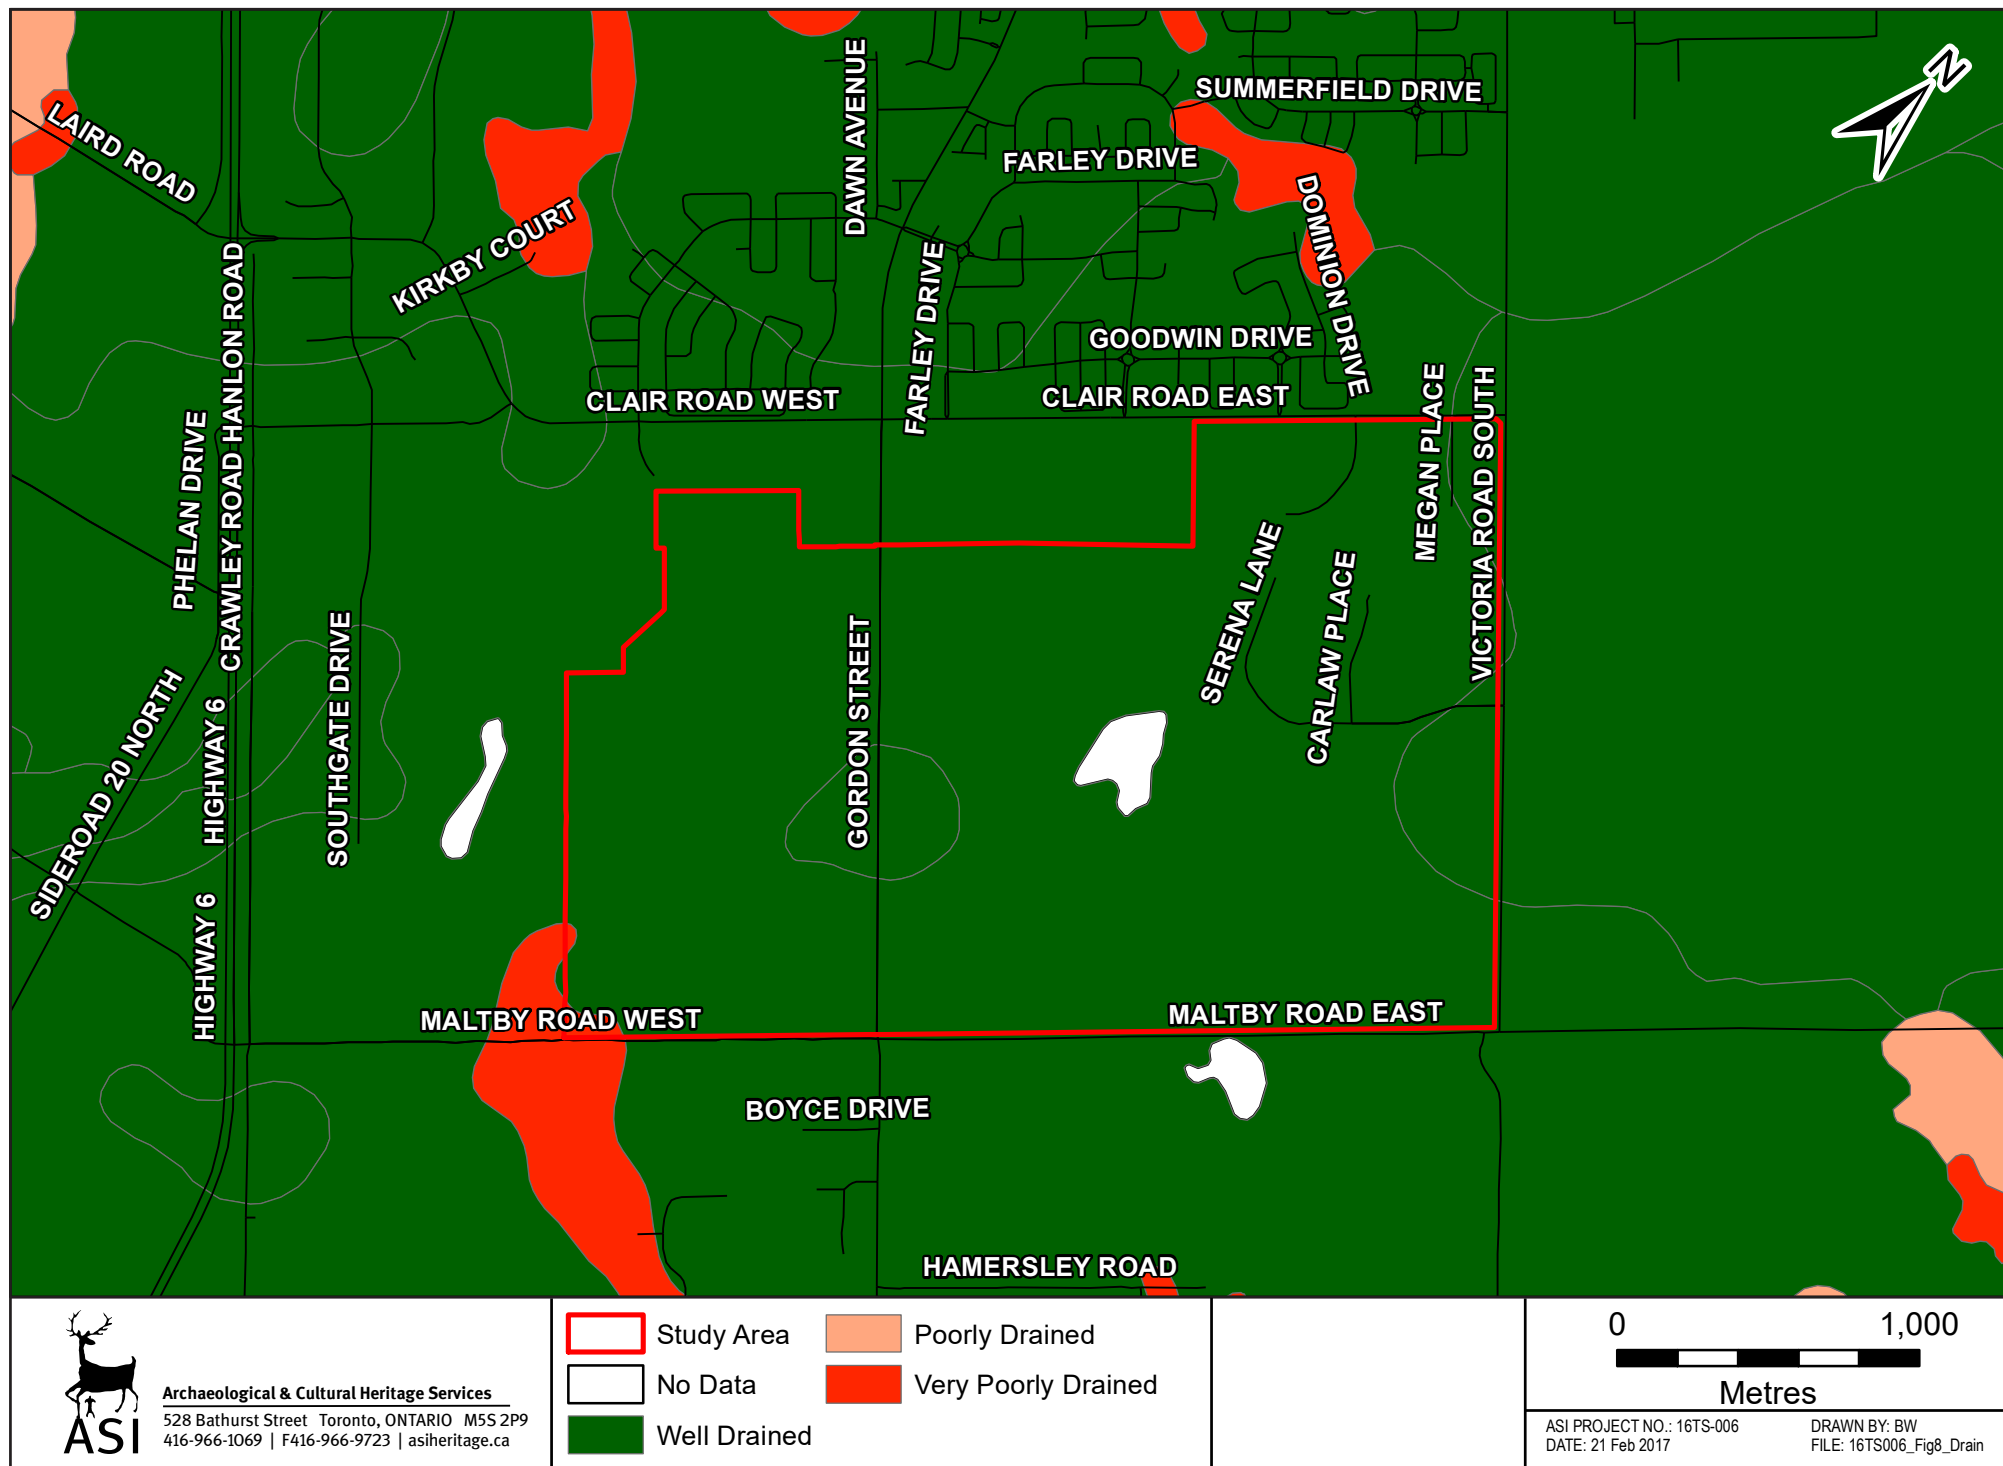 SUMMERFIELD DRIVE
N
LAIRD ROAD
DAWN AVENUE
FARLEY DRIVE
DOMINION DRIVE
KIRKBY COURT
CRAWLEY ROAD HANLON ROAD
FARLEY DRIVE
GOODWIN DRIVE
CLAIR ROAD WEST
CLAIR ROAD EAST
MEGAN PLACE
VICTORIA ROAD SOUTH
PHELAN DRIVE
SERENA LANE
CARLAW PLACE
SOUTHGATE DRIVE
GORDON STREET
SIDEROAD 20 NORTH
HIGHWAY 6
HIGHWAY 6
MALTBY ROAD WEST
MALTBY ROAD EAST
BOYCE DRIVE
HAMERSLEY ROAD
ASI
Archaeological & Cultural Heritage Services
528 Bathurst Street Toronto, ONTARIO M5S 2P9
416-966-1069 | F416-966-9723 | asiheritage.ca
Study Area
No Data
Well Drained
Poorly Drained
Very Poorly Drained
0 1,000
Metres
ASI PROJECT NO.: 16TS-006 DRAWN BY: BW
DATE: 21 Feb 2017 FILE: 16TS006_Fig8_Drain